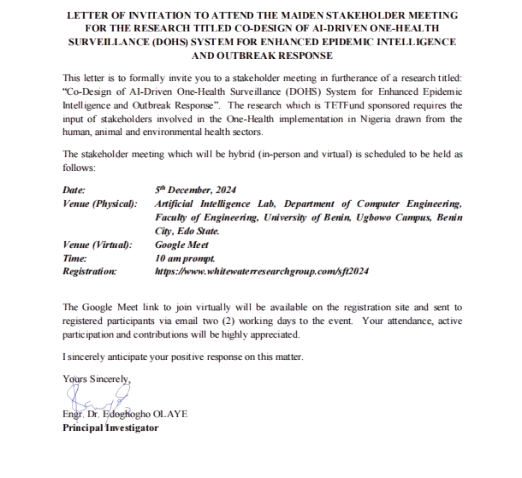 LETTER OF INVITATION TO ATTEND THE MAIDEN STAKEHOLDER MEETING
FOR THE RESEARCH TITLED CO-DESIGN OF AI-DRIVEN ONE-HEALTH
SURVEILLANCE (DOHS) SYSTEM FOR ENHANCED EPIDEMIC INTELLIGENCE
AND OUTBREAK RESPONSE
This letter is to formally invite you to a stakeholder meeting in furtherance of a research titled:
“Co-Design of AI-Driven One-Health Surveillance (DOHS) System for Enhanced Epidemic
Intelligence and Outbreak Response”. The research which is TETFund sponsored requires the
input of stakeholders involved in the One-Health implementation in Nigeria drawn from the
human, animal and environmental health sectors.
The stakeholder meeting which will be hybrid (in-person and virtual) is scheduled to be held as
follows:
Date: 5th December, 2024
Venue (Physical): Artificial Intelligence Lab, Department of Computer Engineering,
Faculty of Engineering, University of Benin, Ugbowo Campus, Benin
City, Edo State.
Venue (Virtual): Google Meet
Time: 10 am prompt.
Registration: https://www.whitewaterresearchgroup.com/sft2024
The Google Meet link to join virtually will be available on the registration site and sent to
registered participants via email two (2) working days to the event. Your attendance, active
participation and contributions will be highly appreciated.
I sincerely anticipate your positive response on this matter.
Yours Sincerely,
Engr. Dr. Edoghogho OLAYE
Principal Investigator